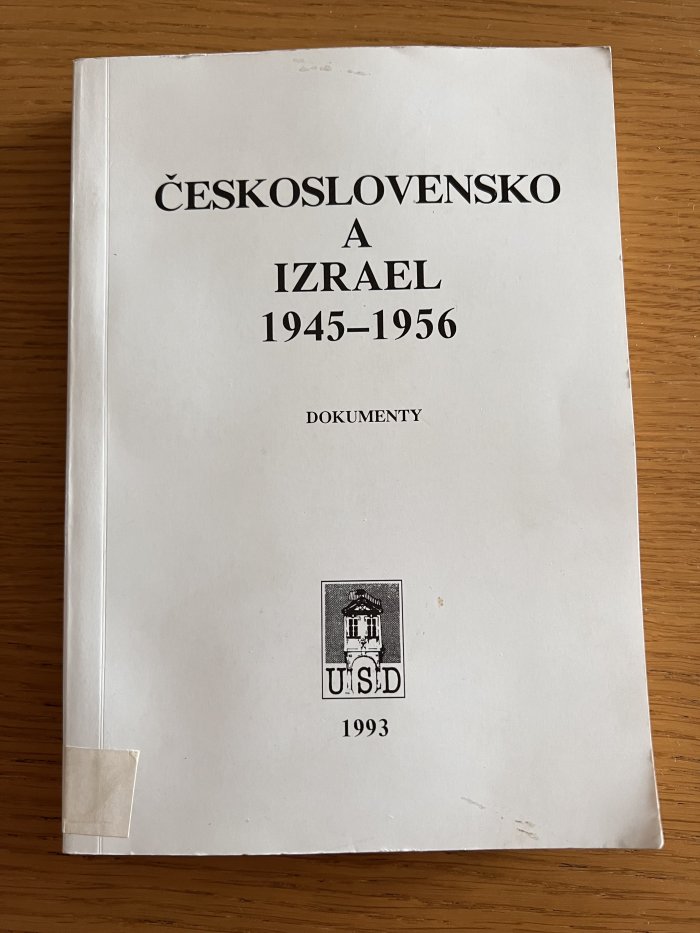 ČESKOSLOVENSKO
A
IZRAEL
1945–1956
DOKUMENTY
USD
1993